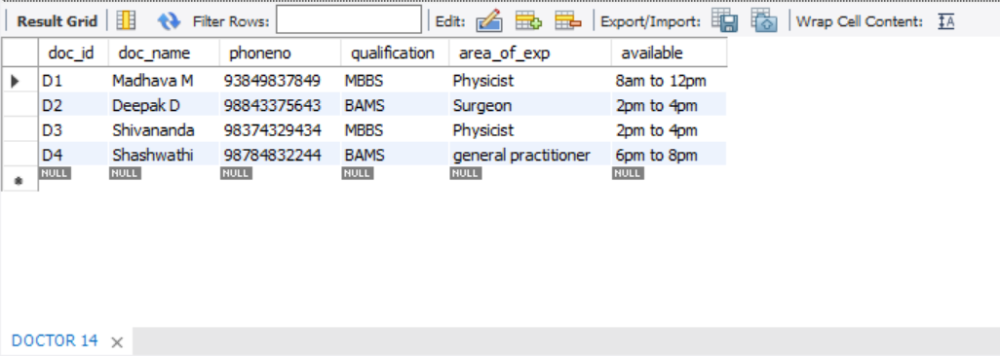 Result Grid Filter Rows: Edit: Export/Import: Wrap Cell Content: IA
doc_id doc_name phoneno qualification area_of_exp available
D1 Madhava M 93849837849 MBBS Physicist 8am to 12pm
D2 Deepak D 98843375643 BAMS Surgeon 2pm to 4pm
D3 Shivananda 98374329434 MBBS Physicist 2pm to 4pm
D4 Shashwathi 98784832244 BAMS general practitioner 6pm to 8pm
NULL NULL NULL NULL NULL NULL
DOCTOR 14